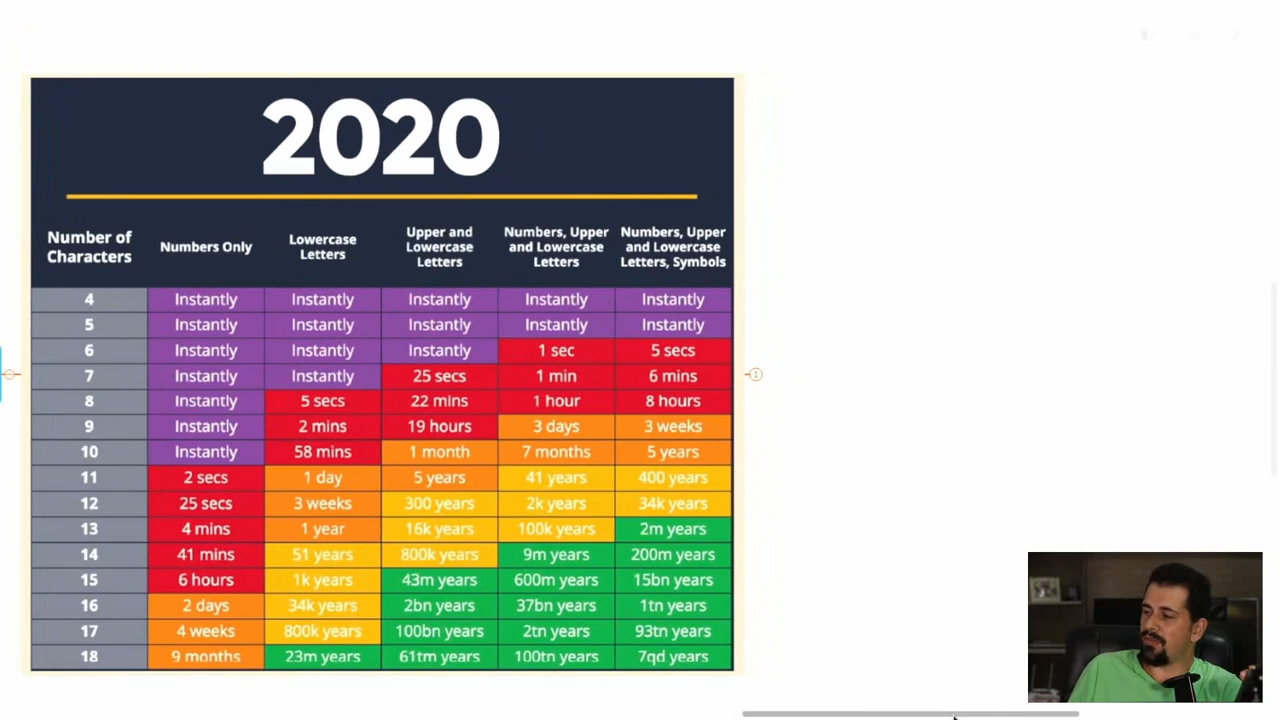 2020
Number of Characters Numbers Only Lowercase Letters Upper and Lowercase Letters Numbers, Upper and Lowercase Letters Numbers, Upper and Lowercase Letters, Symbols
4 Instantly Instantly Instantly Instantly Instantly
5 Instantly Instantly Instantly Instantly Instantly
6 Instantly Instantly Instantly 1 sec 5 secs
7 Instantly Instantly 25 secs 1 min 6 mins
8 Instantly 5 secs 22 mins 1 hour 8 hours
9 Instantly 2 mins 19 hours 3 days 3 weeks
10 Instantly 58 mins 1 month 7 months 5 years
11 2 secs 1 day 5 years 41 years 400 years
12 25 secs 3 weeks 300 years 2k years 34k years
13 4 mins 1 year 16k years 100k years 2m years
14 41 mins 51 years 800k years 9m years 200m years
15 6 hours 1k years 43m years 600m years 15bn years
16 2 days 34k years 2bn years 37bn years 1tn years
17 4 weeks 800k years 100bn years 2tn years 93tn years
18 9 months 23m years 61tm years 100tn years 7qd years
1